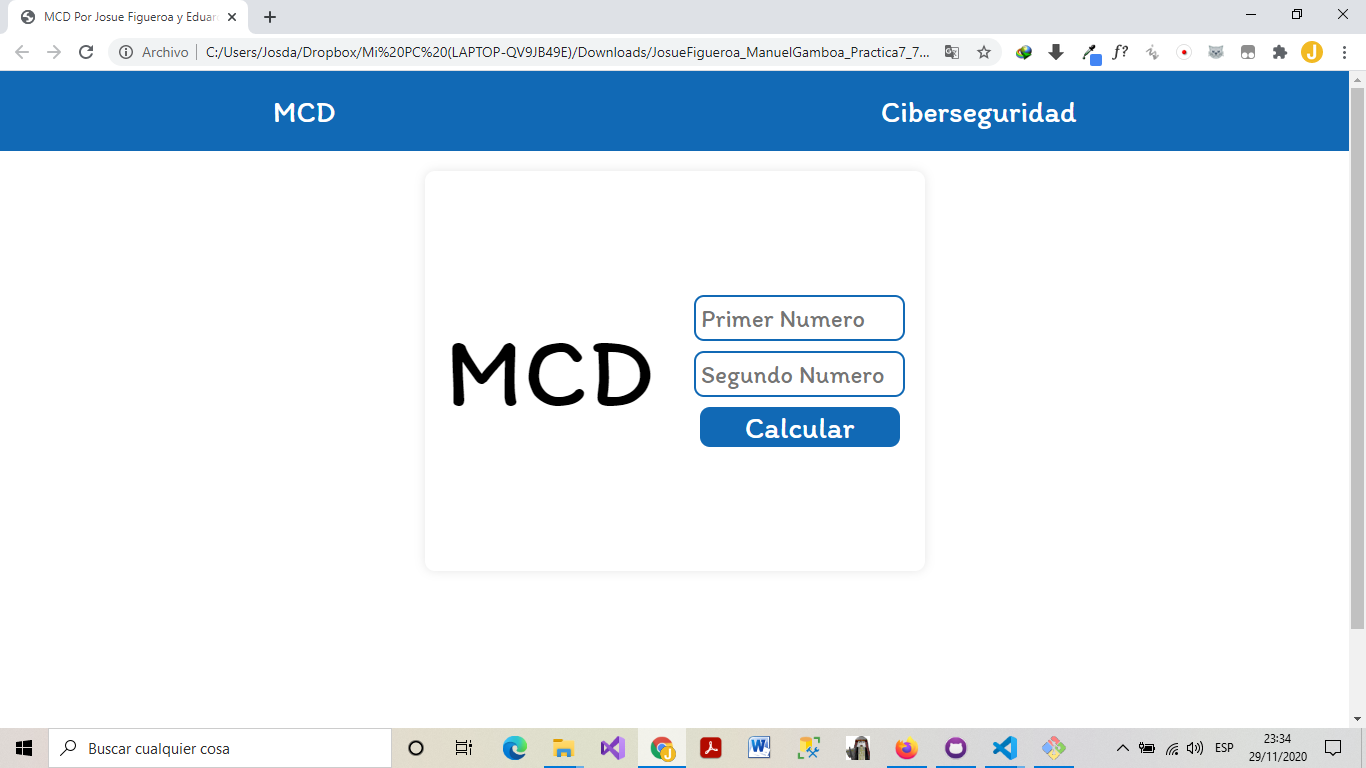 MCD Por Josue Figueroa y Eduar
Archivo
C:/Users/Josda/Dropbox/Mi%20PC%20(LAPTOP-QV9JB49E)/Downloads/JosueFigueroa_ManuelGamboa_Practica7_7...
f?
J
MCD
Ciberseguridad
MCD
Primer Numero
Segundo Numero
Calcular
Buscar cualquier cosa
ESP
23:34
29/11/2020